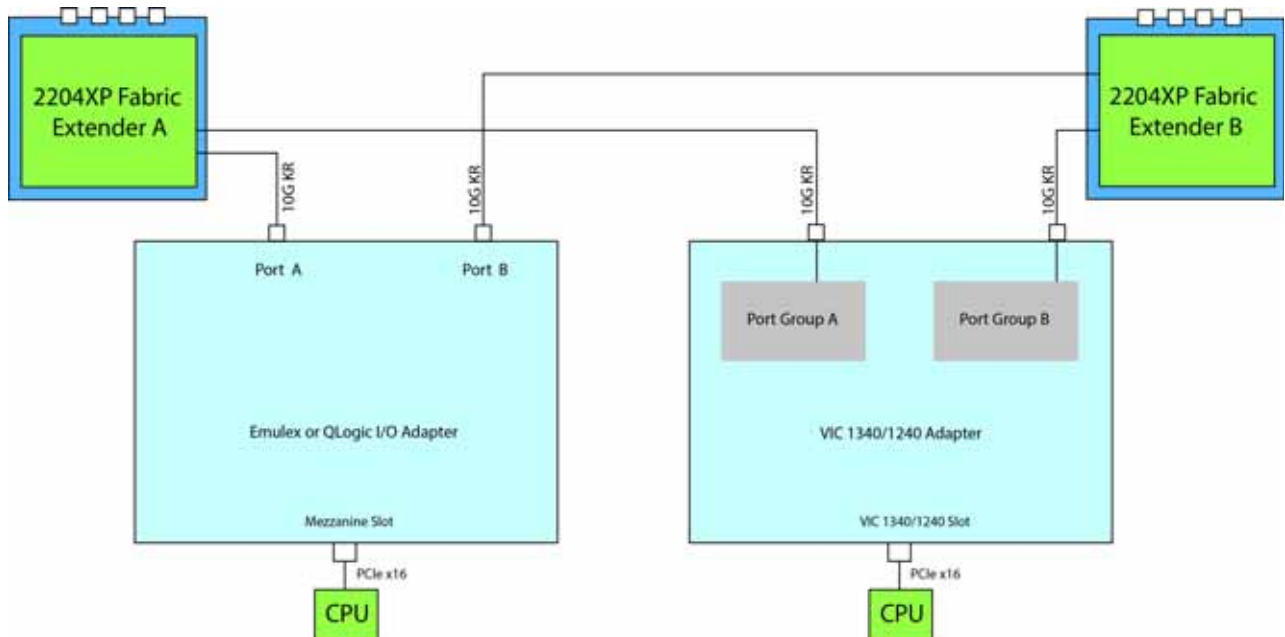 2204XP Fabric
Extender A
2204XP Fabric
Extender B
10G KR
10G KR
10G KR
10G KR
Port A
Port B
Port Group A
Port Group B
Emulex or QLogic I/O Adapter
VIC 1340/1240 Adapter
Mezzanine Slot
VIC 1340/1240 Slot
PCIe x16
PCIe x16
CPU
CPU